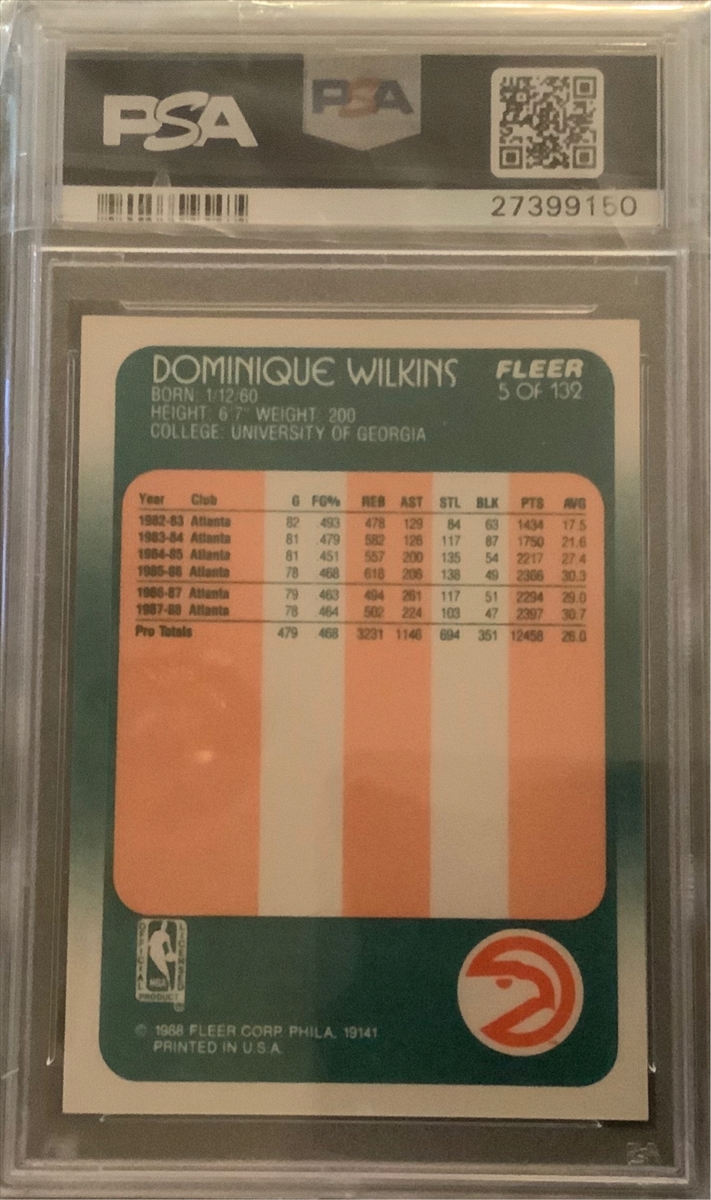 PSA
PSA
27399150
DOMINIQUE WILKINS
FLEER
5 OF 132
BORN: 1/12/60
HEIGHT: 6'7" WEIGHT: 200
COLLEGE: UNIVERSITY OF GEORGIA
Year Club G FG% REB AST STL BLK PTS AVG
1982-83 Atlanta 82 .493 478 129 84 63 1434 17.5
1983-84 Atlanta 81 .479 582 126 117 87 1750 21.6
1984-85 Atlanta 81 .451 557 200 135 54 2217 27.4
1985-86 Atlanta 78 .468 618 206 138 49 2366 30.3
1986-87 Atlanta 79 .463 494 261 117 51 2294 29.0
1987-88 Atlanta 78 .464 502 224 103 47 2397 30.7
Pro Totals 479 .468 3231 1146 694 351 12458 26.0
OFFICIAL LICENSED
NBA
PRODUCT
© 1988 FLEER CORP. PHILA. 19141
PRINTED IN U.S.A.